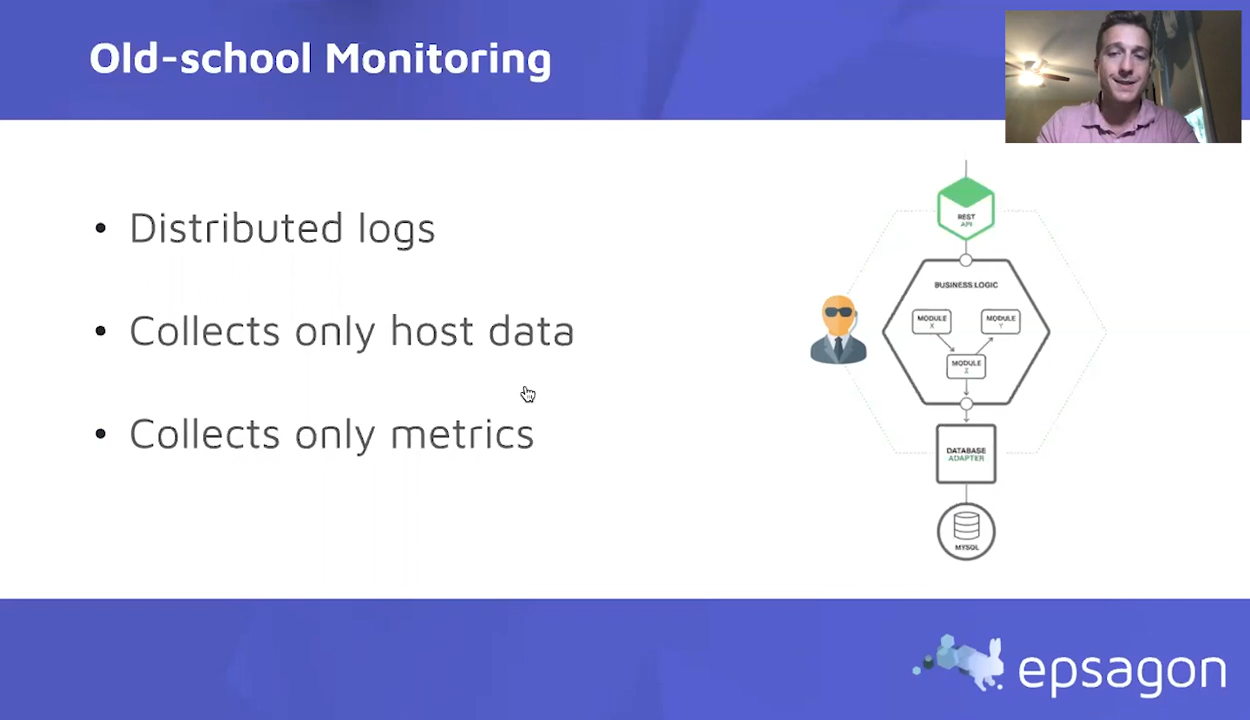 Old-school Monitoring
• Distributed logs
• Collects only host data
• Collects only metrics
REST
API
BUSINESS LOGIC
MODULE
X
MODULE
Y
MODULE
Z
DATABASE
ADAPTER
MYSQL
epsagon